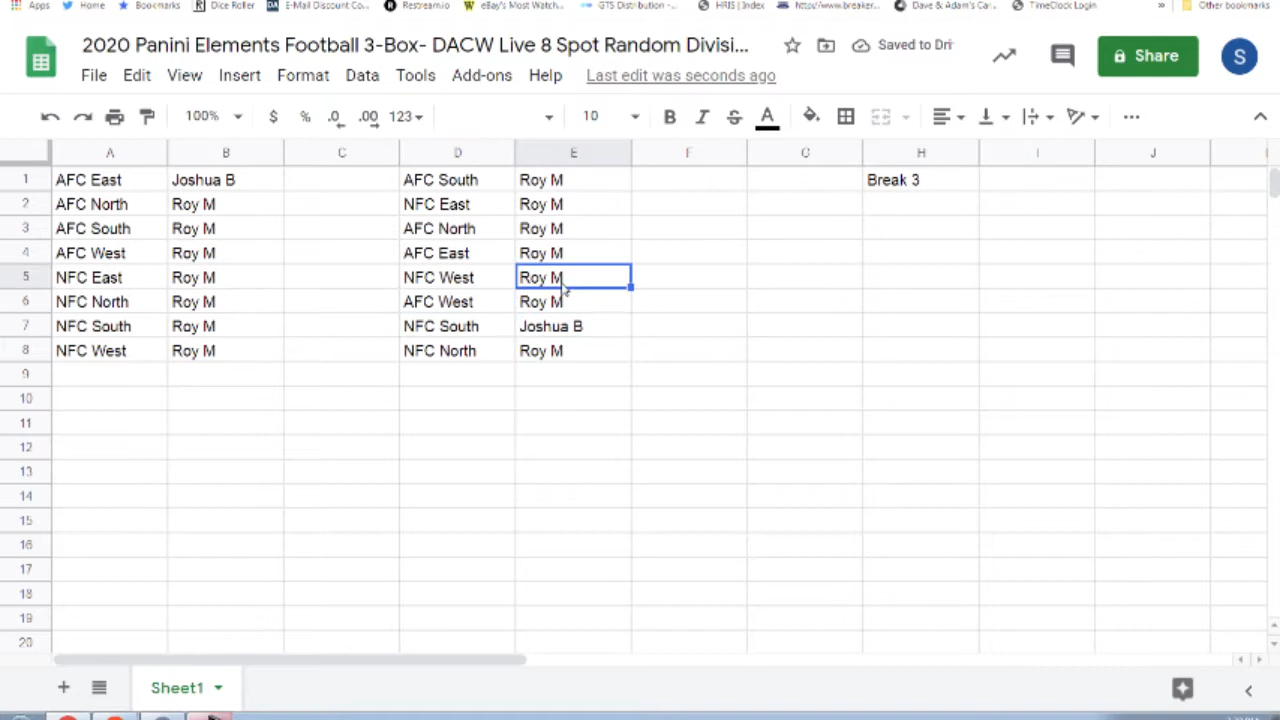 Apps Home Bookmarks Dice Roller E-Mail Discount Co... Restream.io eBay's Most Watch... GTS Distribution -... HRIS | Index http://www.breaker... Dave & Adam's Car... TimeClock Login » Other bookmarks
2020 Panini Elements Football 3-Box- DACW Live 8 Spot Random Divisi... Saved to Dri
File Edit View Insert Format Data Tools Add-ons Help Last edit was seconds ago
Share
S
100% $ % .0 .00 123 10 B I S A
A B C D E F G H I J
1 AFC East Joshua B AFC South Roy M Break 3
2 AFC North Roy M NFC East Roy M
3 AFC South Roy M AFC North Roy M
4 AFC West Roy M AFC East Roy M
5 NFC East Roy M NFC West Roy M
6 NFC North Roy M AFC West Roy M
7 NFC South Roy M NFC South Joshua B
8 NFC West Roy M NFC North Roy M
9
10
11
12
13
14
15
16
17
18
19
20
Sheet1